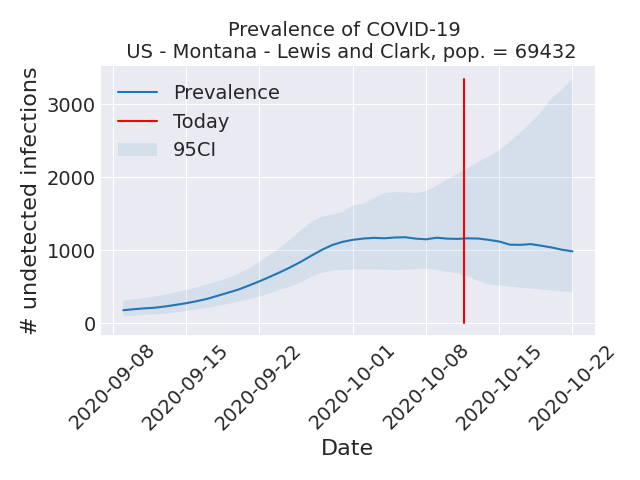 Prevalence of COVID-19
US - Montana - Lewis and Clark, pop. = 69432
# undetected infections
3000
2000
1000
0
Prevalence
Today
95CI
2020-09-08
2020-09-15
2020-09-22
2020-10-01
2020-10-08
2020-10-15
2020-10-22
Date